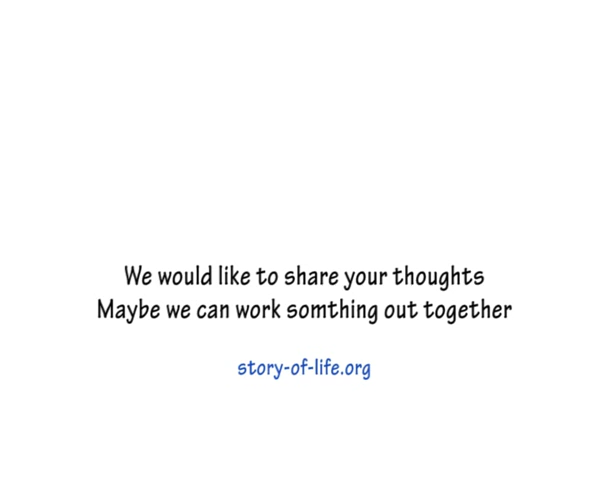 We would like to share your thoughts
Maybe we can work somthing out together
story-of-life.org